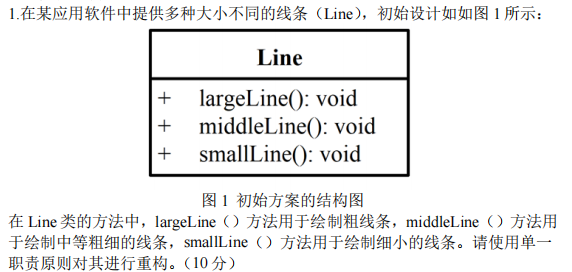 1.在某应用软件中提供多种大小不同的线条（Line），初始设计如如图 1 所示：
Line
+ largeLine(): void
+ middleLine(): void
+ smallLine(): void
图 1 初始方案的结构图
在 Line 类的方法中，largeLine（）方法用于绘制粗线条，middleLine（）方法用
于绘制中等粗细的线条，smallLine（）方法用于绘制细小的线条。请使用单一
职责原则对其进行重构。（10 分）